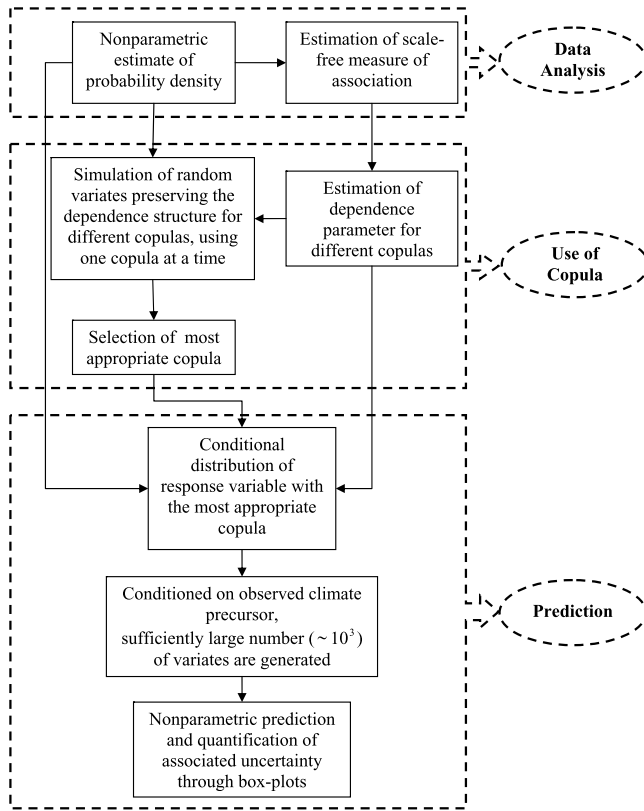 Nonparametric
estimate of
probability density
Estimation of scale-
free measure of
association
Data
Analysis
Simulation of random
variates preserving the
dependence structure for
different copulas, using
one copula at a time
Estimation of
dependence
parameter for
different copulas
Use of
Copula
Selection of most
appropriate copula
Conditional
distribution of
response variable with
the most appropriate
copula
Conditioned on observed climate
precursor,
sufficiently large number (~10³)
of variates are generated
Prediction
Nonparametric prediction
and quantification of
associated uncertainty
through box-plots